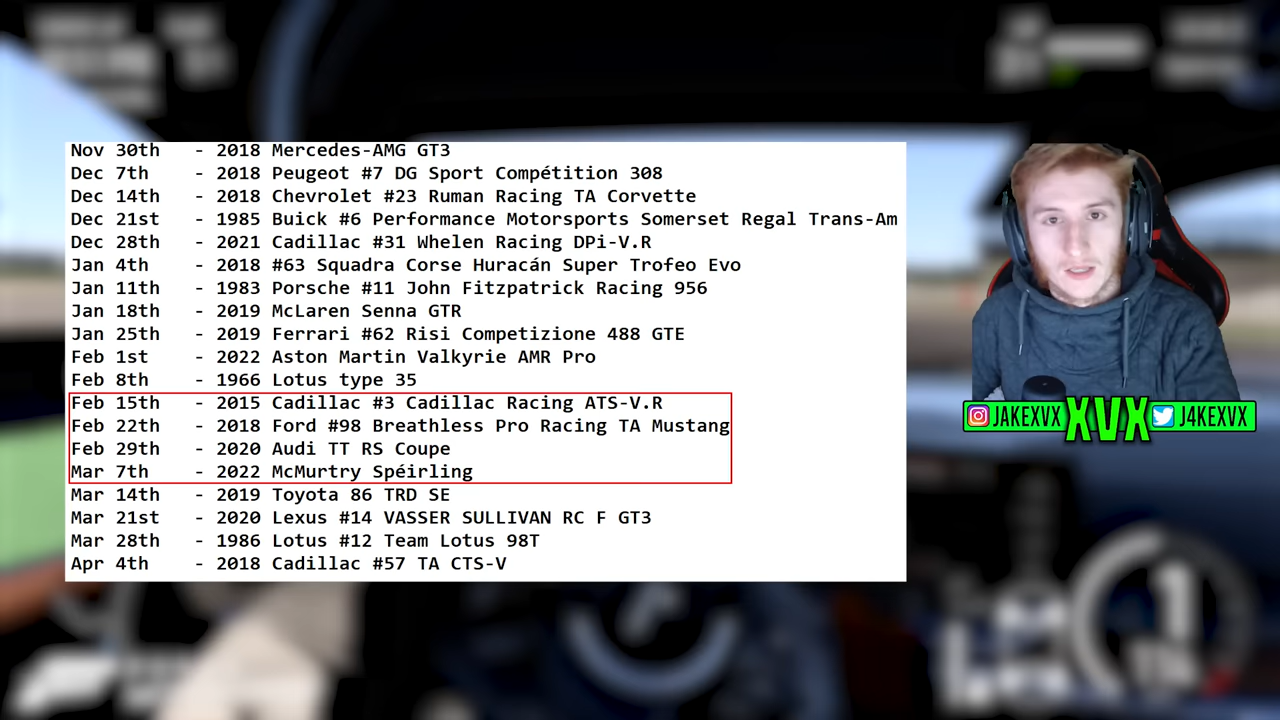 Nov 30th - 2018 Mercedes-AMG GT3
Dec 7th - 2018 Peugeot #7 DG Sport Compétition 308
Dec 14th - 2018 Chevrolet #23 Ruman Racing TA Corvette
Dec 21st - 1985 Buick #6 Performance Motorsports Somerset Regal Trans-Am
Dec 28th - 2021 Cadillac #31 Whelen Racing DPi-V.R
Jan 4th - 2018 #63 Squadra Corse Huracán Super Trofeo Evo
Jan 11th - 1983 Porsche #11 John Fitzpatrick Racing 956
Jan 18th - 2019 McLaren Senna GTR
Jan 25th - 2019 Ferrari #62 Risi Competizione 488 GTE
Feb 1st - 2022 Aston Martin Valkyrie AMR Pro
Feb 8th - 1966 Lotus type 35
Feb 15th - 2015 Cadillac #3 Cadillac Racing ATS-V.R
Feb 22th - 2018 Ford #98 Breathless Pro Racing TA Mustang
Feb 29th - 2020 Audi TT RS Coupe
Mar 7th - 2022 McMurtry Spéirling
Mar 14th - 2019 Toyota 86 TRD SE
Mar 21st - 2020 Lexus #14 VASSER SULLIVAN RC F GT3
Mar 28th - 1986 Lotus #12 Team Lotus 98T
Apr 4th - 2018 Cadillac #57 TA CTS-V
JAKEXVX XVX J4KEXVX
1